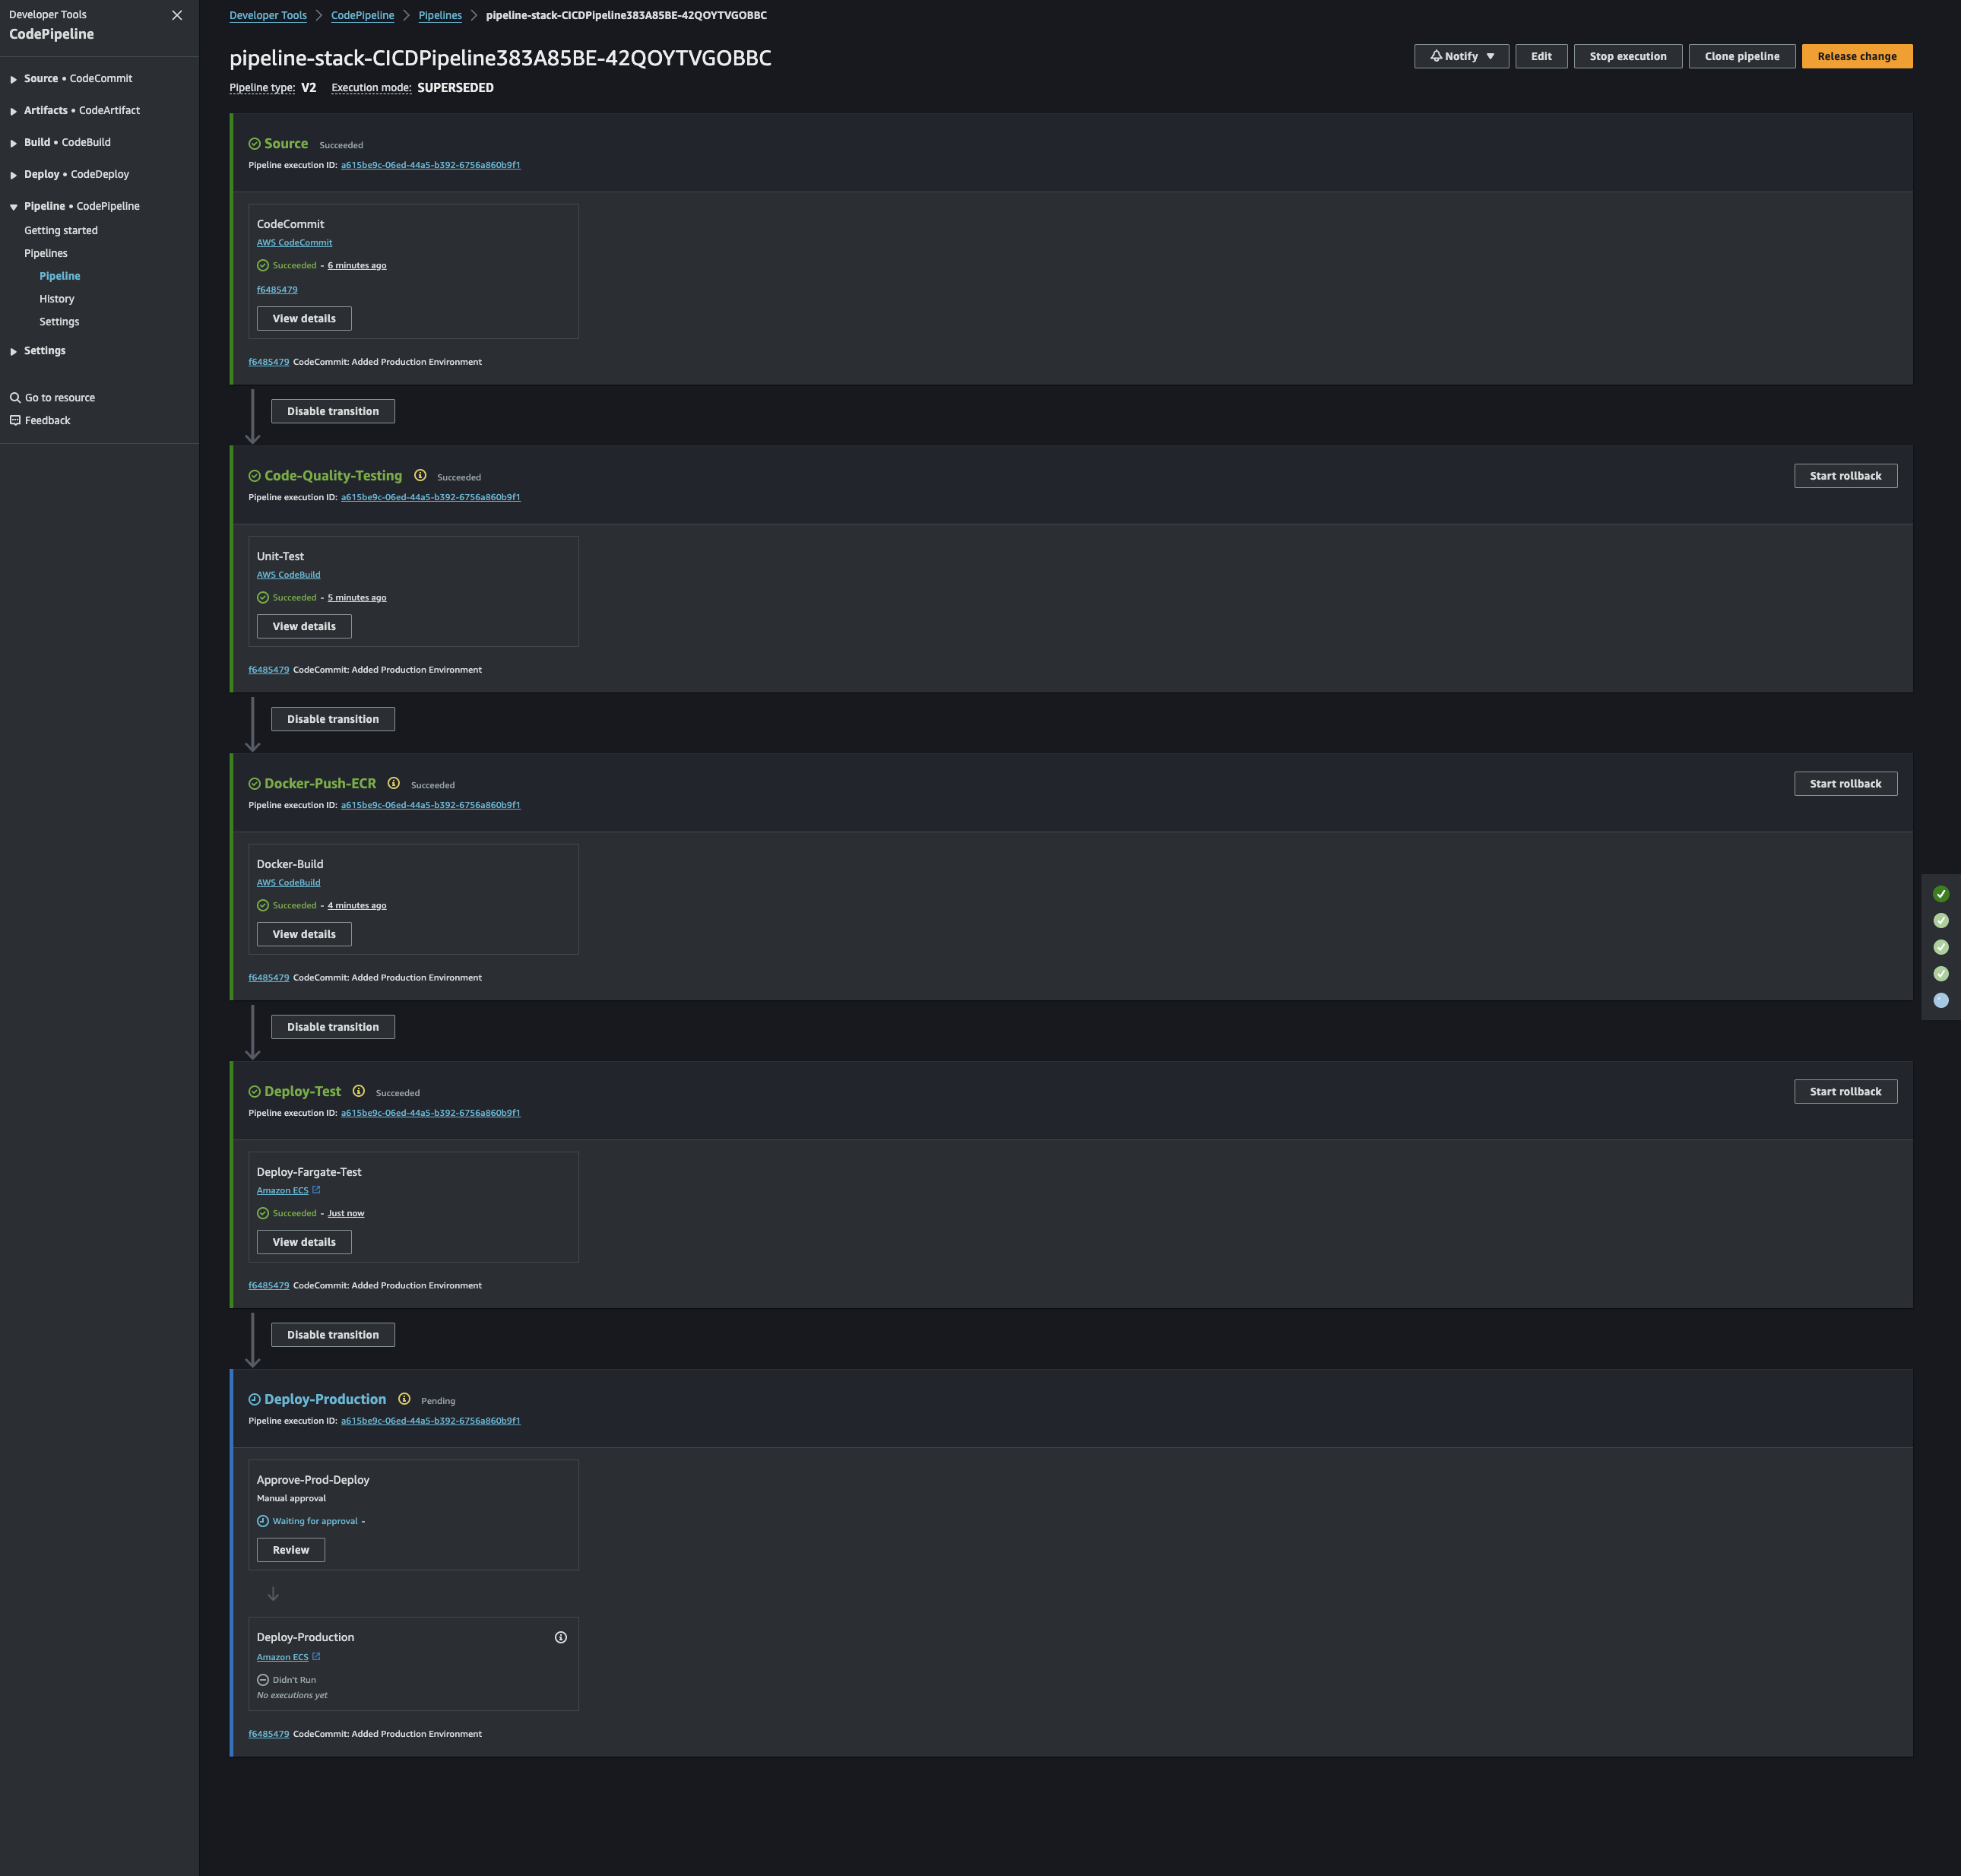 Developer Tools
CodePipeline
Source • CodeCommit
Artifacts • CodeArtifact
Build • CodeBuild
Deploy • CodeDeploy
Pipeline • CodePipeline
Getting started
Pipelines
Pipeline
History
Settings
Settings
Go to resource
Feedback
Developer Tools > CodePipeline > Pipelines > pipeline-stack-CICDPipeline383A85BE-42QOYTVGOBBC
pipeline-stack-CICDPipeline383A85BE-42QOYTVGOBBC
Notify Edit Stop execution Clone pipeline Release change
Pipeline type: V2 Execution mode: SUPERSEDED
Source Succeeded
Pipeline execution ID: a615be9c-06ed-44a5-b392-6756a860b9f1
CodeCommit
AWS CodeCommit
Succeeded - 6 minutes ago
f6485479
View details
f6485479 CodeCommit: Added Production Environment
Disable transition
Code-Quality-Testing Succeeded
Start rollback
Pipeline execution ID: a615be9c-06ed-44a5-b392-6756a860b9f1
Unit-Test
AWS CodeBuild
Succeeded - 5 minutes ago
View details
f6485479 CodeCommit: Added Production Environment
Disable transition
Docker-Push-ECR Succeeded
Start rollback
Pipeline execution ID: a615be9c-06ed-44a5-b392-6756a860b9f1
Docker-Build
AWS CodeBuild
Succeeded - 4 minutes ago
View details
f6485479 CodeCommit: Added Production Environment
Disable transition
Deploy-Test Succeeded
Start rollback
Pipeline execution ID: a615be9c-06ed-44a5-b392-6756a860b9f1
Deploy-Fargate-Test
Amazon ECS
Succeeded - Just now
View details
f6485479 CodeCommit: Added Production Environment
Disable transition
Deploy-Production Pending
Pipeline execution ID: a615be9c-06ed-44a5-b392-6756a860b9f1
Approve-Prod-Deploy
Manual approval
Waiting for approval -
Review
Deploy-Production
Amazon ECS
Didn't Run
No executions yet
f6485479 CodeCommit: Added Production Environment